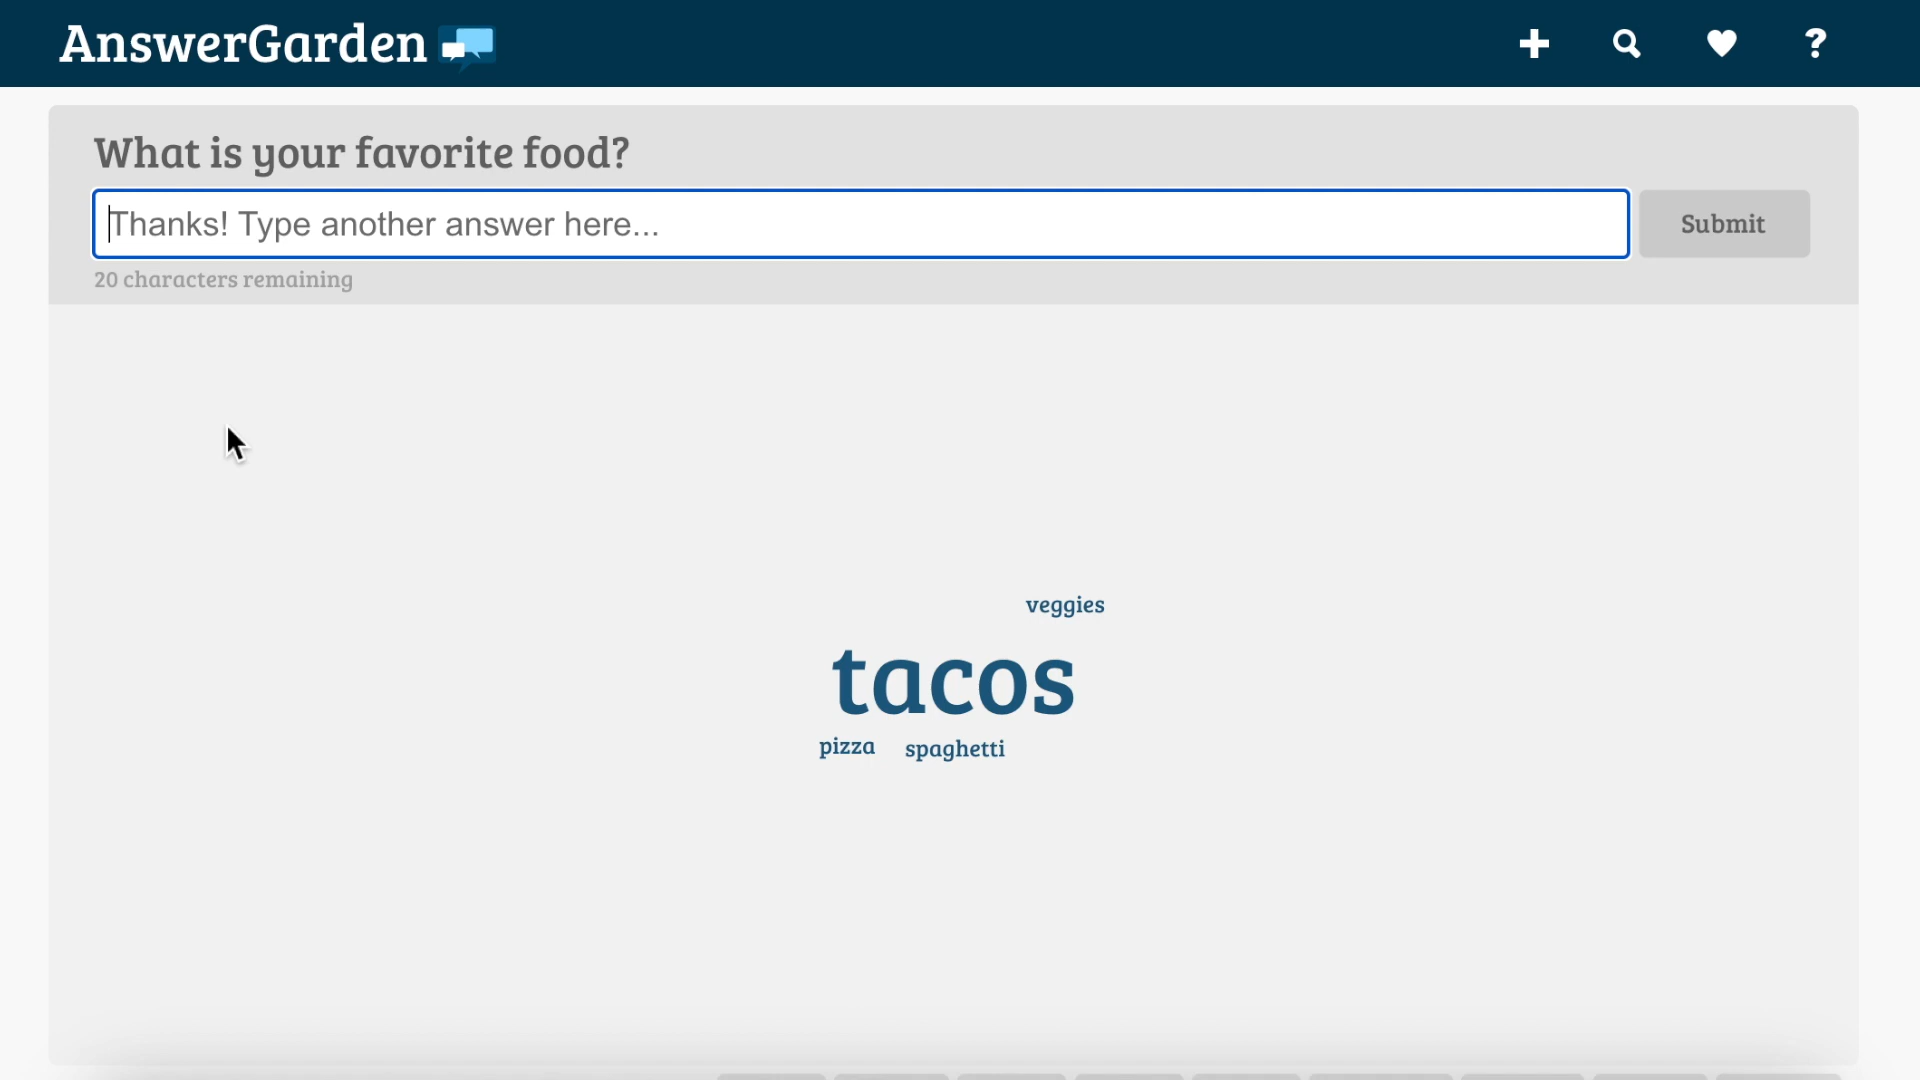 AnswerGarden
What is your favorite food?
Thanks! Type another answer here...
Submit
20 characters remaining
veggies
tacos
pizza spaghetti